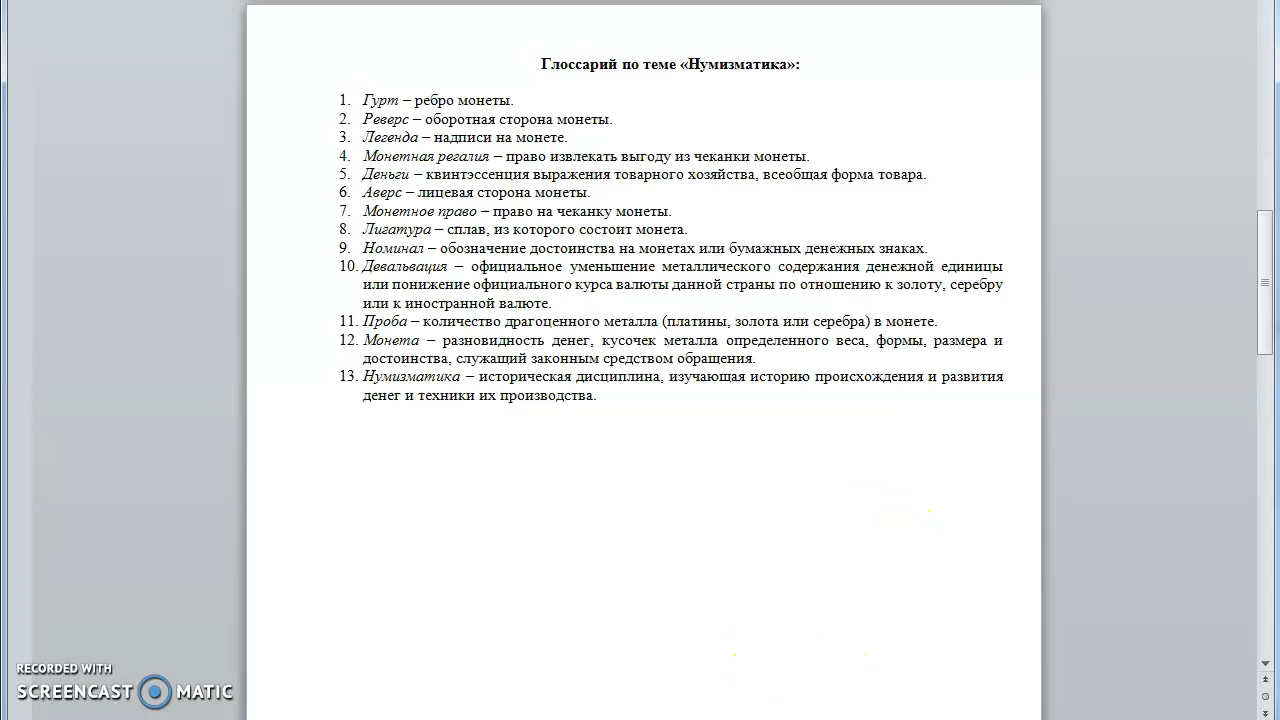 Глоссарий по теме «Нумизматика»:
1. Гурт – ребро монеты.
2. Реверс – оборотная сторона монеты.
3. Легенда – надписи на монете.
4. Монетная регалия – право извлекать выгоду из чеканки монеты.
5. Деньги – квинтэссенция выражения товарного хозяйства, всеобщая форма товара.
6. Аверс – лицевая сторона монеты.
7. Монетное право – право на чеканку монеты.
8. Лигатура – сплав, из которого состоит монета.
9. Номинал – обозначение достоинства на монетах или бумажных денежных знаках.
10. Девальвация – официальное уменьшение металлического содержания денежной единицы
или понижение официального курса валюты данной страны по отношению к золоту, серебру
или к иностранной валюте.
11. Проба – количество драгоценного металла (платины, золота или серебра) в монете.
12. Монета – разновидность денег, кусочек металла определенного веса, формы, размера и
достоинства, служащий законным средством обращения.
13. Нумизматика – историческая дисциплина, изучающая историю происхождения и развития
денег и техники их производства.
RECORDED WITH
SCREENCAST MATIC